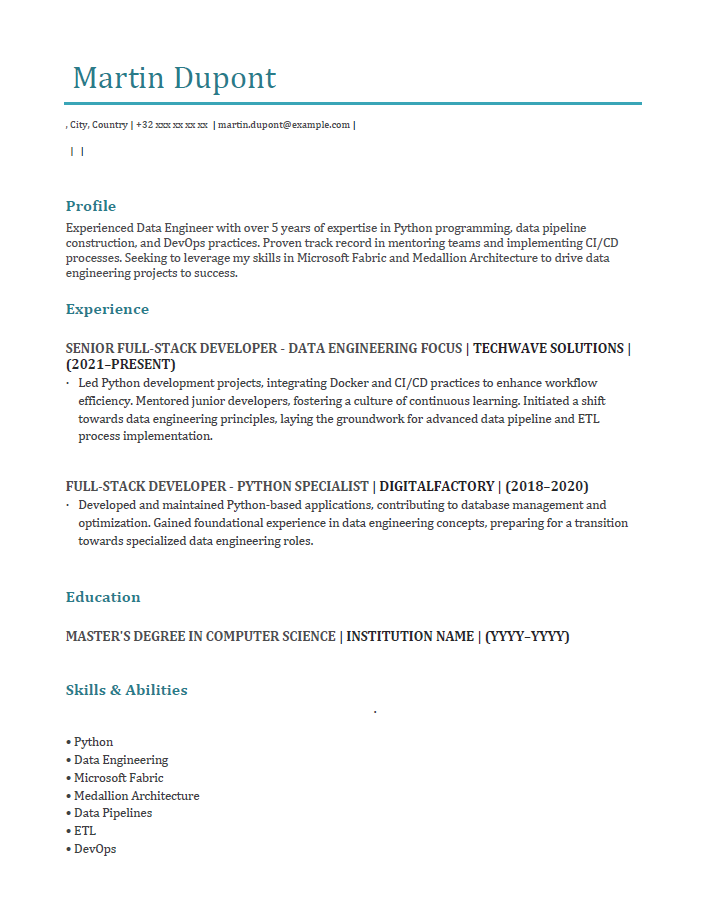 Martin Dupont
, City, Country | +32 xxx xx xx xx | martin.dupont@example.com |
| |
Profile
Experienced Data Engineer with over 5 years of expertise in Python programming, data pipeline
construction, and DevOps practices. Proven track record in mentoring teams and implementing CI/CD
processes. Seeking to leverage my skills in Microsoft Fabric and Medallion Architecture to drive data
engineering projects to success.
Experience
SENIOR FULL-STACK DEVELOPER - DATA ENGINEERING FOCUS | TECHWAVE SOLUTIONS |
(2021–PRESENT)
· Led Python development projects, integrating Docker and CI/CD practices to enhance workflow
efficiency. Mentored junior developers, fostering a culture of continuous learning. Initiated a shift
towards data engineering principles, laying the groundwork for advanced data pipeline and ETL
process implementation.
FULL-STACK DEVELOPER - PYTHON SPECIALIST | DIGITALFACTORY | (2018–2020)
· Developed and maintained Python-based applications, contributing to database management and
optimization. Gained foundational experience in data engineering concepts, preparing for a transition
towards specialized data engineering roles.
Education
MASTER'S DEGREE IN COMPUTER SCIENCE | INSTITUTION NAME | (YYYY–YYYY)
Skills & Abilities
·
• Python
• Data Engineering
• Microsoft Fabric
• Medallion Architecture
• Data Pipelines
• ETL
• DevOps